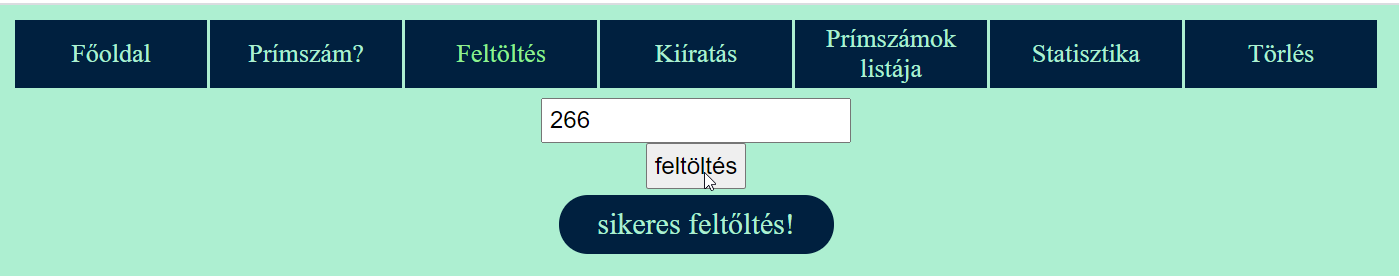 Főoldal
Prímszám?
Feltöltés
Kiíratás
Prímszámok
listája
Statisztika
Törlés
266
feltöltés
sikeres feltőltés!